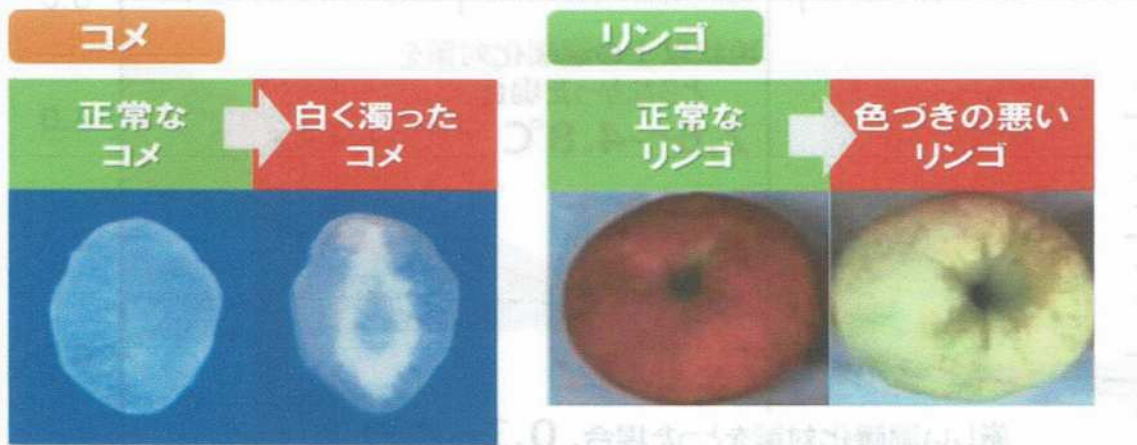 コメ
正常な
コメ
白く濁った
コメ
リンゴ
正常な
リンゴ
色づきの悪い
リンゴ